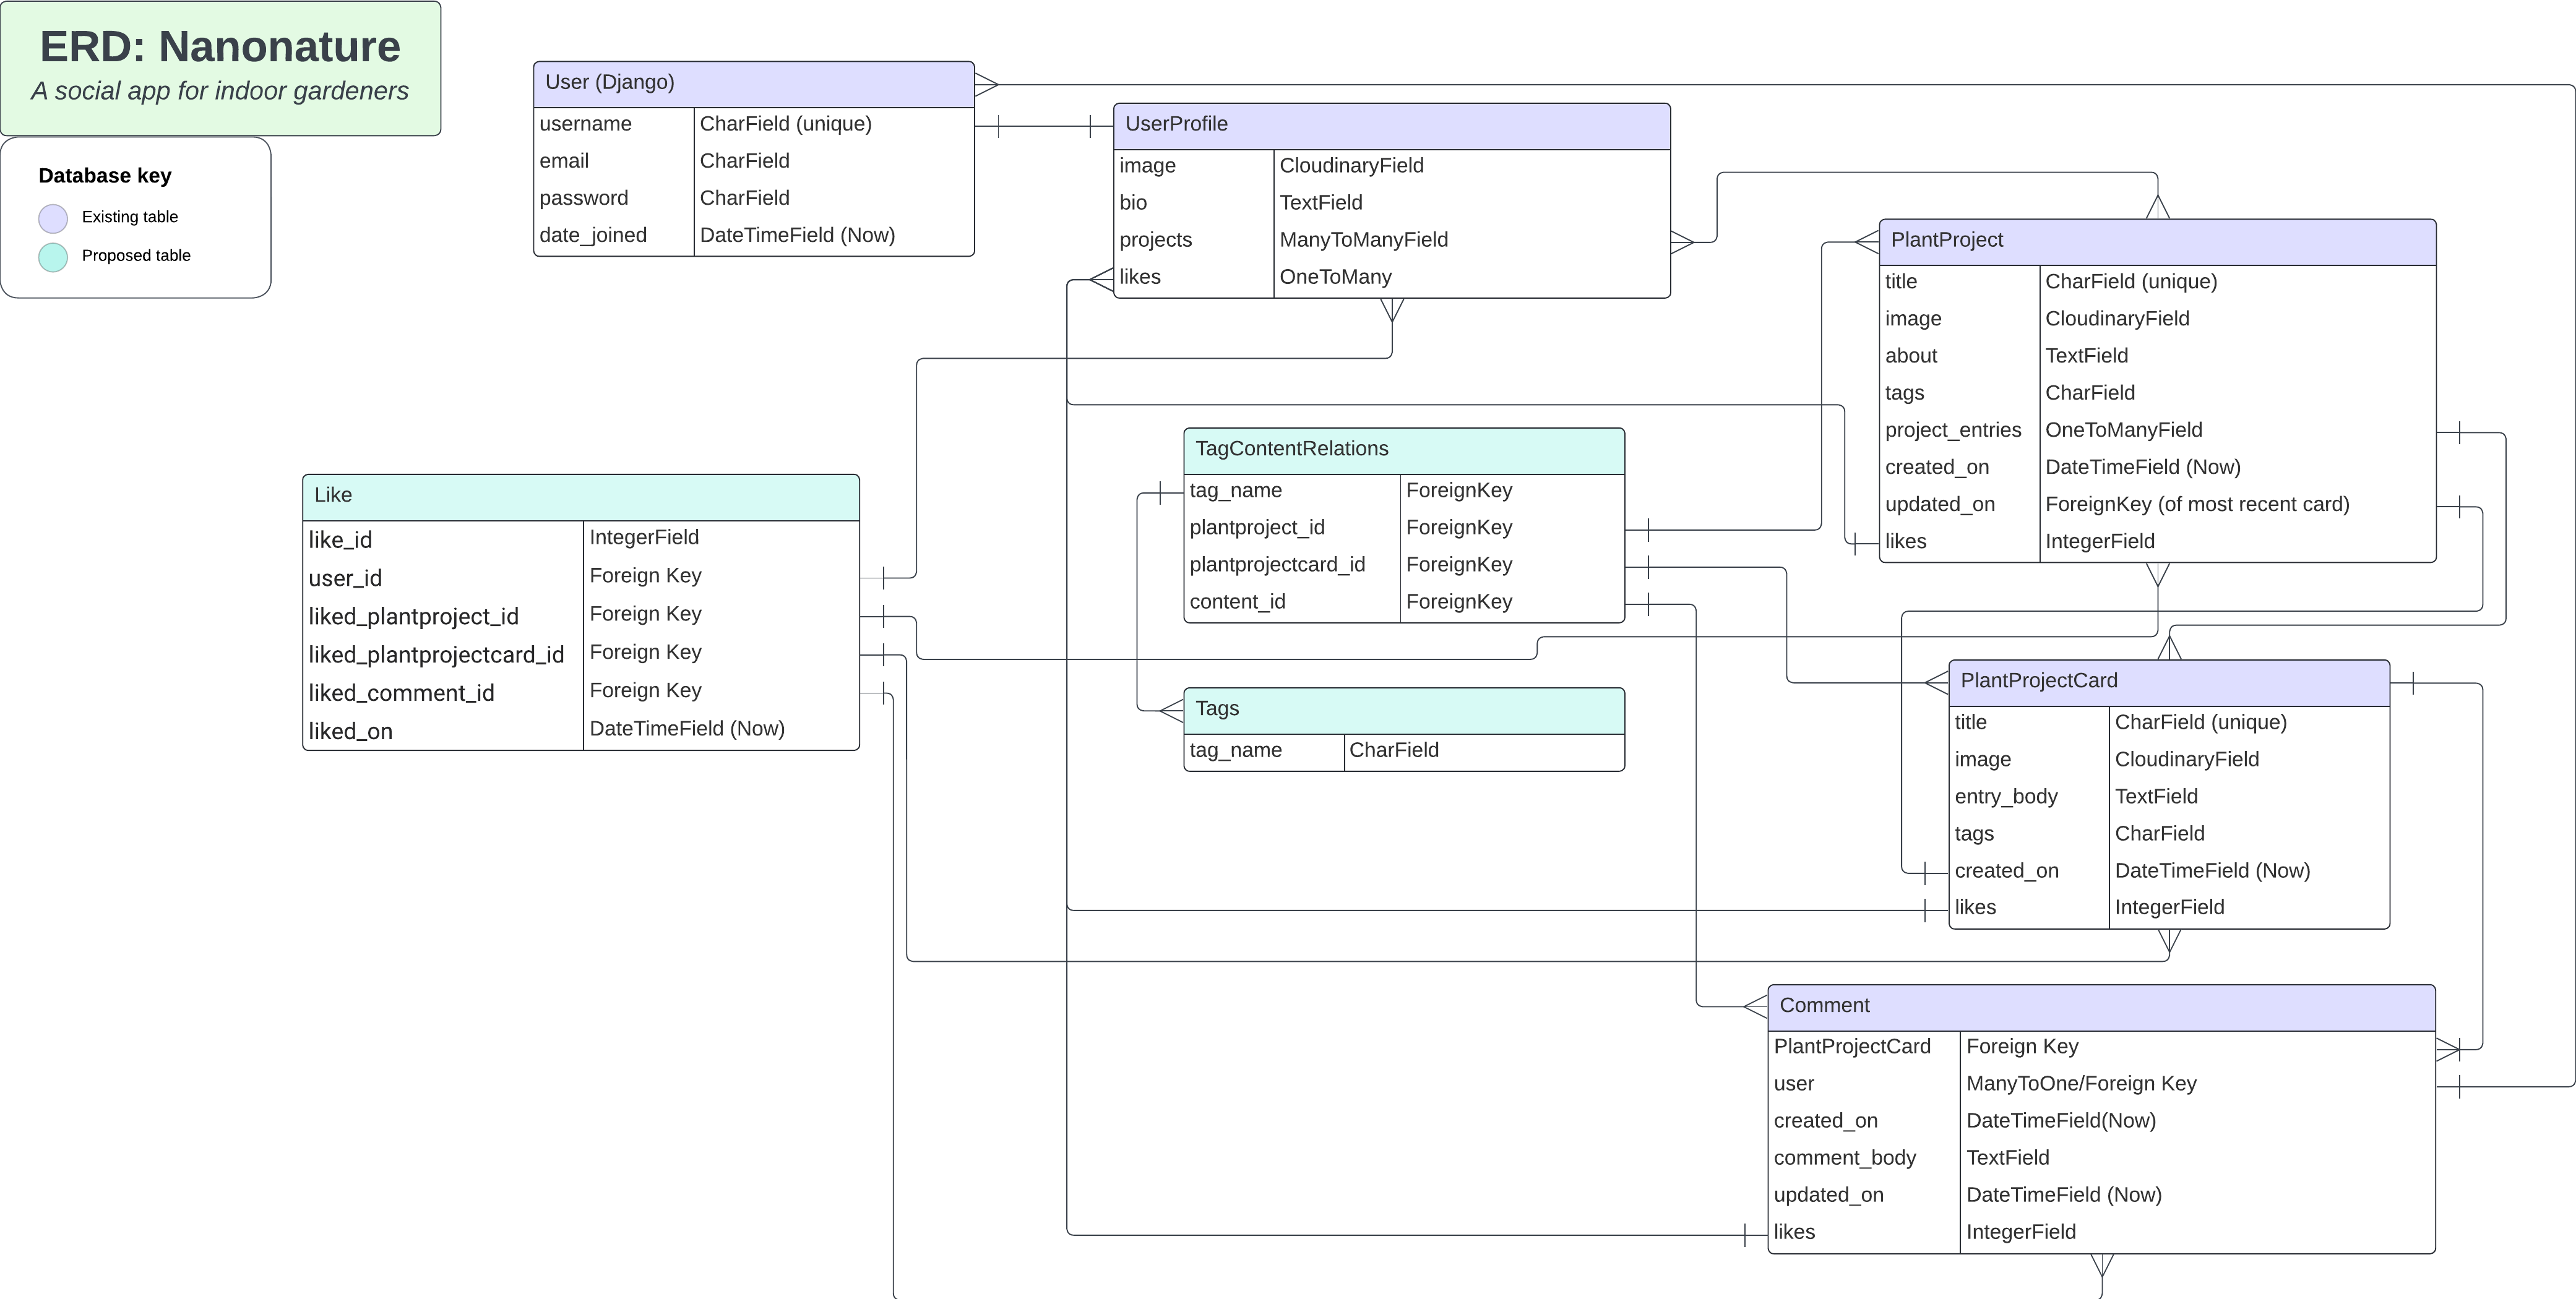 ERD: Nanonature
A social app for indoor gardeners
Database key
Existing table
Proposed table
User (Django)
username CharField (unique)
email CharField
password CharField
date_joined DateTimeField (Now)
UserProfile
image CloudinaryField
bio TextField
projects ManyToManyField
likes OneToMany
PlantProject
title CharField (unique)
image CloudinaryField
about TextField
tags CharField
project_entries OneToManyField
created_on DateTimeField (Now)
updated_on ForeignKey (of most recent card)
likes IntegerField
TagContentRelations
tag_name ForeignKey
plantproject_id ForeignKey
plantprojectcard_id ForeignKey
content_id ForeignKey
Like
like_id IntegerField
user_id Foreign Key
liked_plantproject_id Foreign Key
liked_plantprojectcard_id Foreign Key
liked_comment_id Foreign Key
liked_on DateTimeField (Now)
Tags
tag_name CharField
PlantProjectCard
title CharField (unique)
image CloudinaryField
entry_body TextField
tags CharField
created_on DateTimeField (Now)
likes IntegerField
Comment
PlantProjectCard Foreign Key
user ManyToOne/Foreign Key
created_on DateTimeField(Now)
comment_body TextField
updated_on DateTimeField (Now)
likes IntegerField